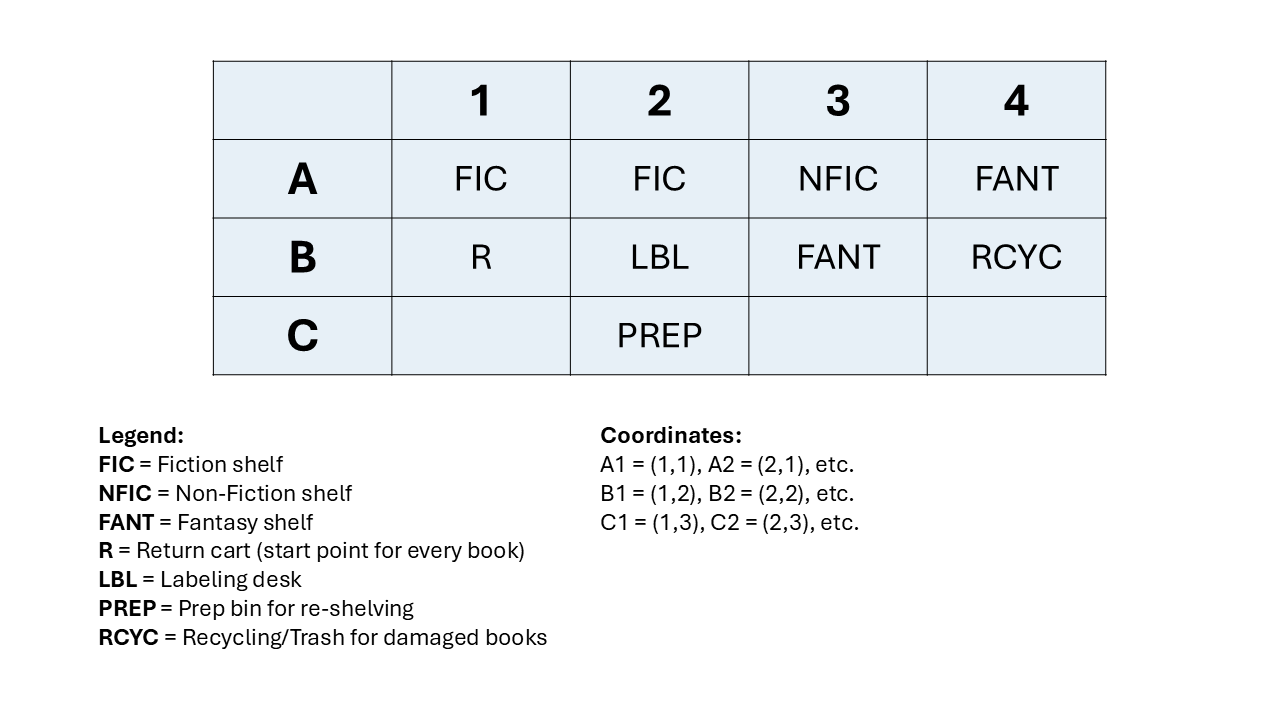 1 2 3 4
A FIC FIC NFIC FANT
B R LBL FANT RCYC
C PREP
Legend:
FIC = Fiction shelf
NFIC = Non-Fiction shelf
FANT = Fantasy shelf
R = Return cart (start point for every book)
LBL = Labeling desk
PREP = Prep bin for re-shelving
RCYC = Recycling/Trash for damaged books
Coordinates:
A1 = (1,1), A2 = (2,1), etc.
B1 = (1,2), B2 = (2,2), etc.
C1 = (1,3), C2 = (2,3), etc.